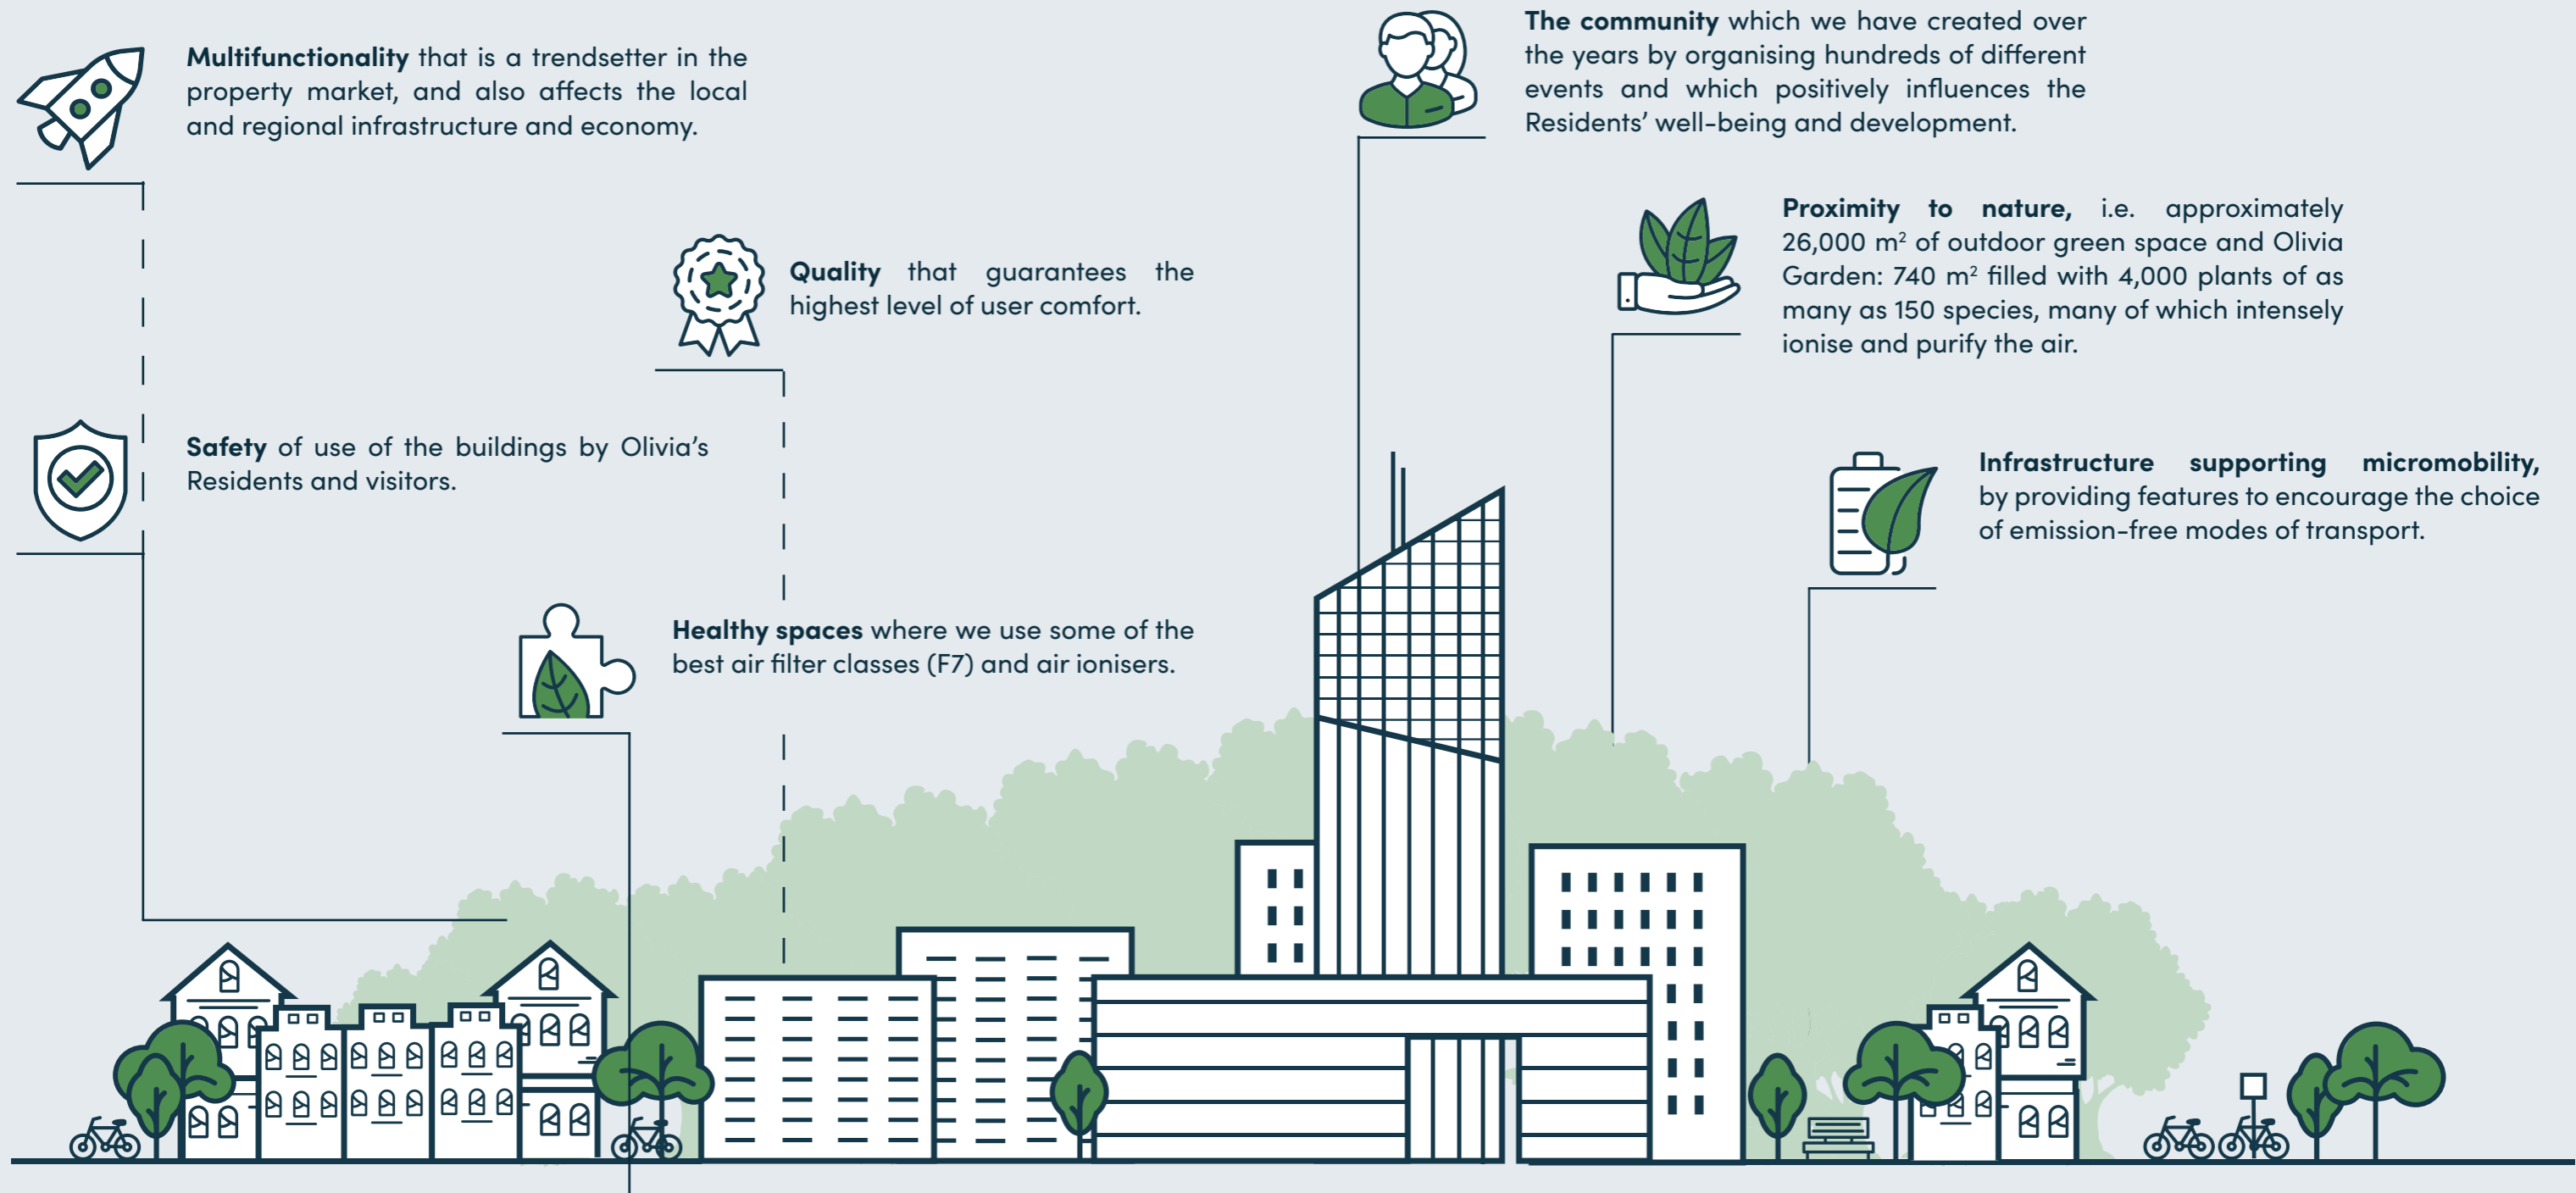 Multifunctionality that is a trendsetter in the
property market, and also affects the local
and regional infrastructure and economy.
The community which we have created over
the years by organising hundreds of different
events and which positively influences the
Residents’ well-being and development.
Quality that guarantees the
highest level of user comfort.
Proximity to nature, i.e. approximately
26,000 m² of outdoor green space and Olivia
Garden: 740 m² filled with 4,000 plants of as
many as 150 species, many of which intensely
ionise and purify the air.
Safety of use of the buildings by Olivia’s
Residents and visitors.
Infrastructure supporting micromobility,
by providing features to encourage the choice
of emission-free modes of transport.
Healthy spaces where we use some of the
best air filter classes (F7) and air ionisers.